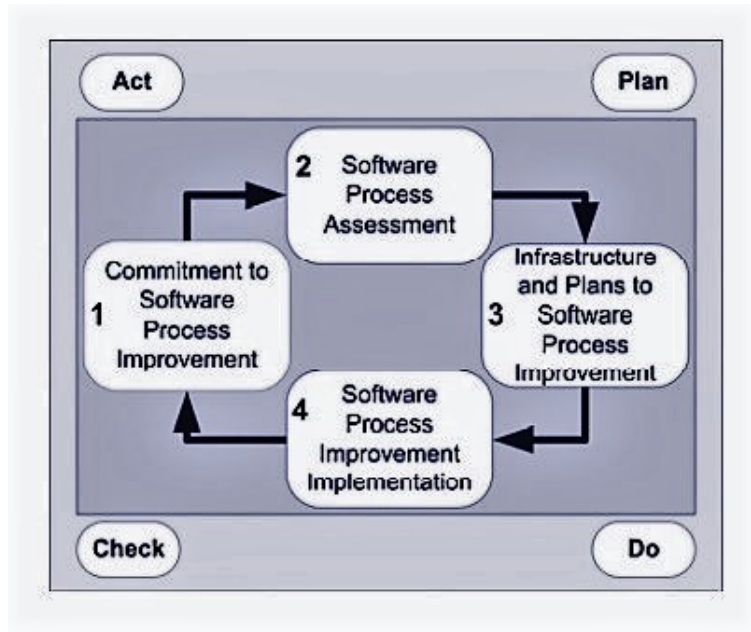 Act
Plan
2 Software
Process
Assessment
Commitment to
1 Software
Process
Improvement
Infrastructure
and Plans to
3 Software
Process
Improvement
4 Software
Process
Improvement
Implementation
Check
Do